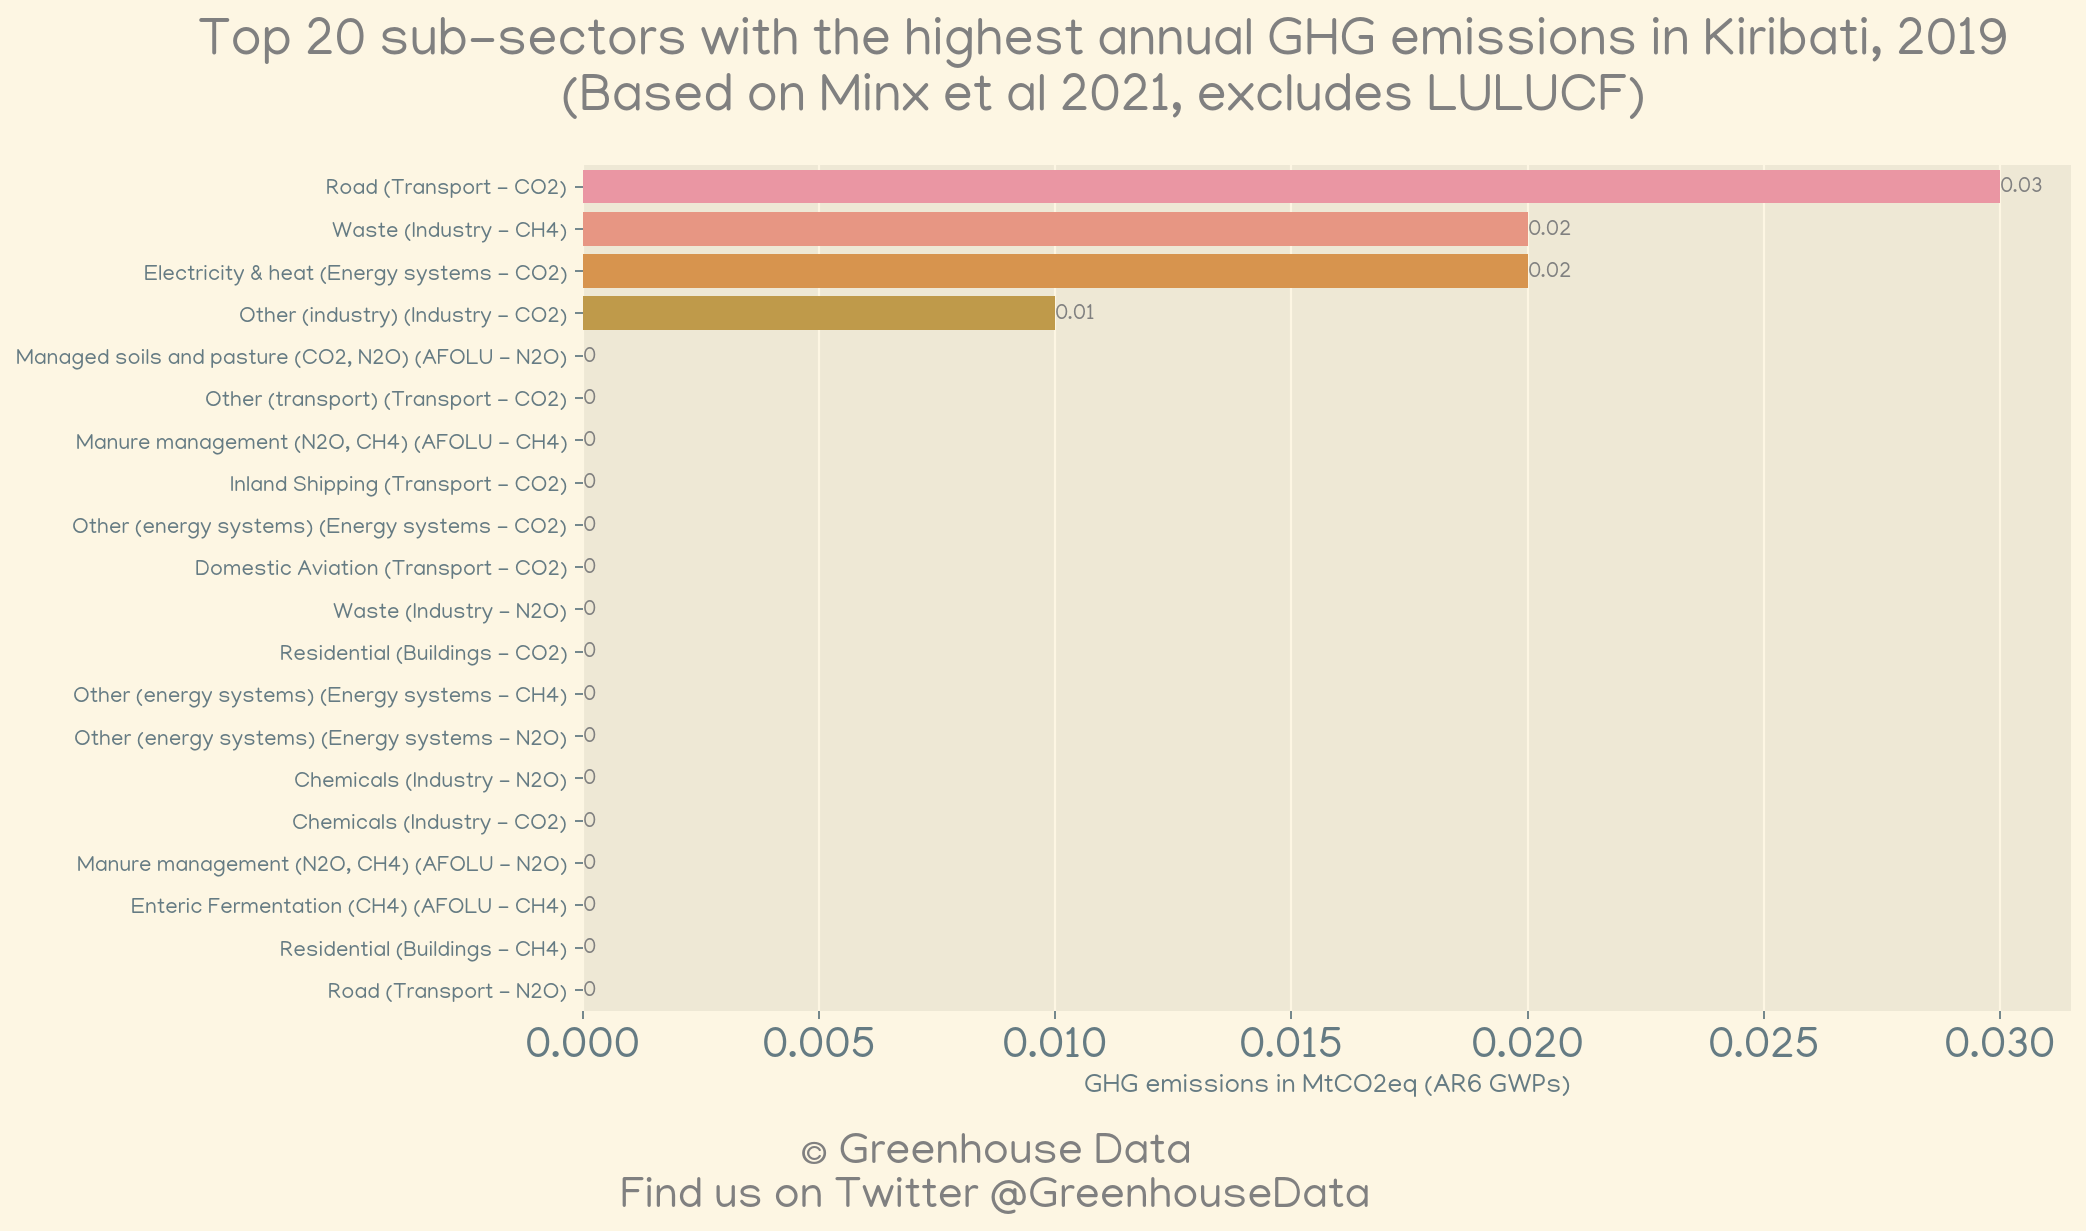 Top 20 sub-sectors with the highest annual GHG emissions in Kiribati, 2019
(Based on Minx et al 2021, excludes LULUCF)
Road (Transport - CO2) 0.03
Waste (Industry - CH4) 0.02
Electricity & heat (Energy systems - CO2) 0.02
Other (industry) (Industry - CO2) 0.01
Managed soils and pasture (CO2, N2O) (AFOLU - N2O) 0
Other (transport) (Transport - CO2) 0
Manure management (N2O, CH4) (AFOLU - CH4) 0
Inland Shipping (Transport - CO2) 0
Other (energy systems) (Energy systems - CO2) 0
Domestic Aviation (Transport - CO2) 0
Waste (Industry - N2O) 0
Residential (Buildings - CO2) 0
Other (energy systems) (Energy systems - CH4) 0
Other (energy systems) (Energy systems - N2O) 0
Chemicals (Industry - N2O) 0
Chemicals (Industry - CO2) 0
Manure management (N2O, CH4) (AFOLU - N2O) 0
Enteric Fermentation (CH4) (AFOLU - CH4) 0
Residential (Buildings - CH4) 0
Road (Transport - N2O) 0
0.000 0.005 0.010 0.015 0.020 0.025 0.030
GHG emissions in MtCO2eq (AR6 GWPs)
© Greenhouse Data
Find us on Twitter @GreenhouseData